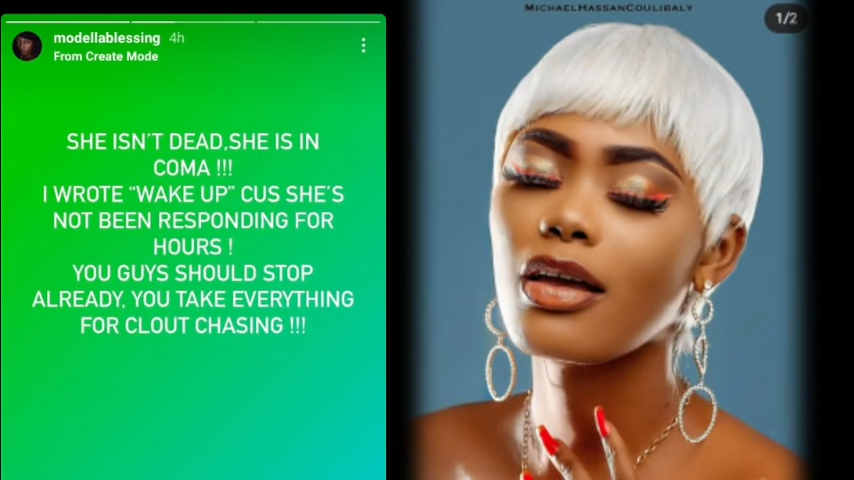 modellablessing 4h
From Create Mode
SHE ISN'T DEAD,SHE IS IN
COMA !!!
I WROTE “WAKE UP” CUS SHE'S
NOT BEEN RESPONDING FOR
HOURS !
YOU GUYS SHOULD STOP
ALREADY, YOU TAKE EVERYTHING
FOR CLOUT CHASING !!!
MICHAELHASSANCOULIBALY
1/2